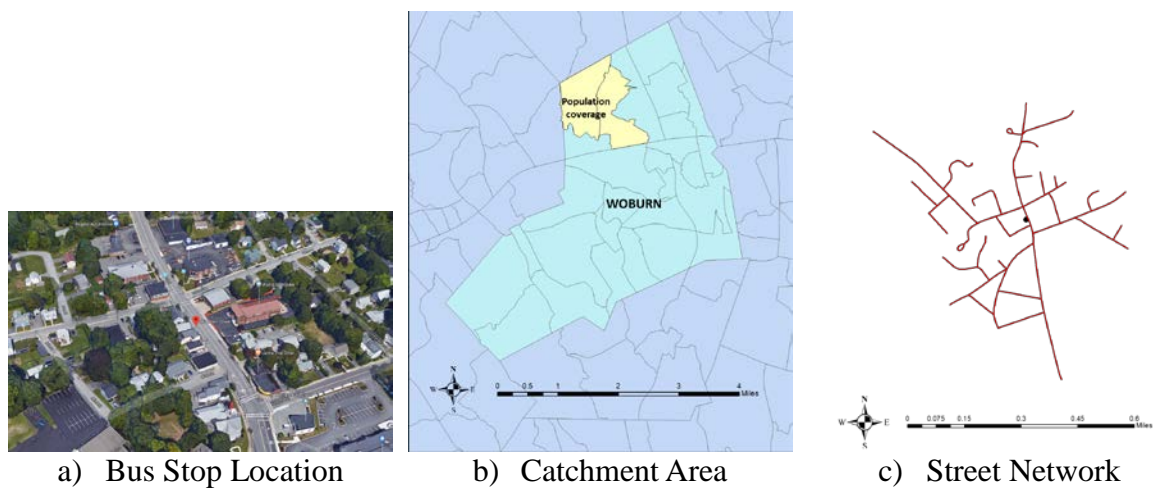 Population
coverage
WOBURN
N
W E
S
0 0.5 1 2 3 4
Miles
N
W E
S
0 0.075 0.15 0.3 0.45 0.6
Miles
a) Bus Stop Location
b) Catchment Area
c) Street Network